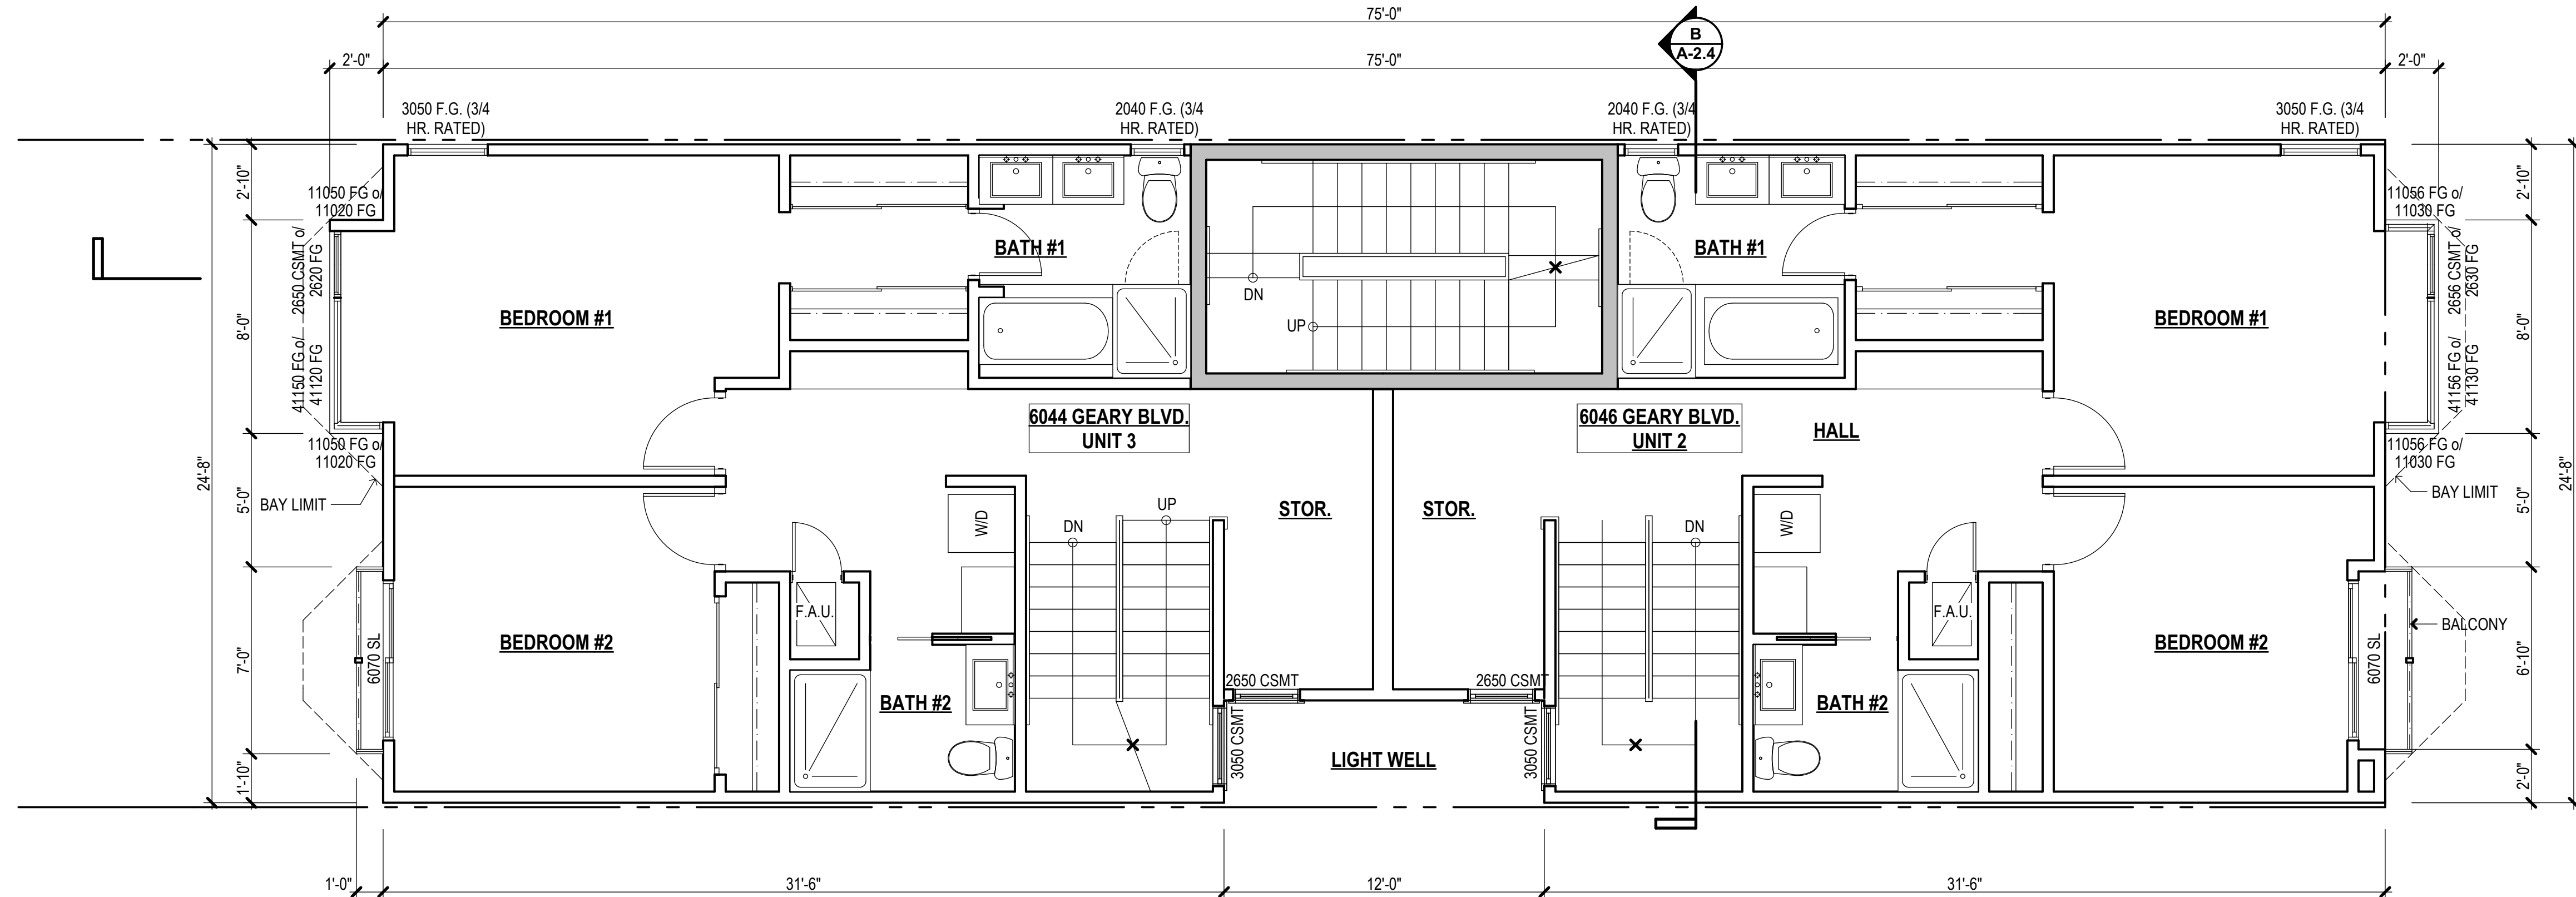 75'-0"
B
A-2.4
2'-0"
75'-0"
2'-0"
3050 F.G. (3/4
HR. RATED)
2040 F.G. (3/4
HR. RATED)
2040 F.G. (3/4
HR. RATED)
3050 F.G. (3/4
HR. RATED)
2'-10"
8'-0"
5'-0"
7'-0"
1'-10"
24'-8"
11050 FG o/
11020 FG
2650 CSMT o/
2620 FG
41150 FG o/
41120 FG
11050 FG o/
11020 FG
BAY LIMIT
6070 SL
BEDROOM #1
BATH #1
DN
UP
BATH #1
BEDROOM #1
11056 FG o/
11030 FG
2656 CSMT o/
2630 FG
41156 FG o/
41130 FG
11056 FG o/
11030 FG
BAY LIMIT
2'-10"
8'-0"
5'-0"
6'-10"
2'-0"
24'-8"
6044 GEARY BLVD.
UNIT 3
6046 GEARY BLVD.
UNIT 2
HALL
W/D
DN
UP
STOR.
STOR.
DN
W/D
F.A.U.
F.A.U.
BEDROOM #2
BEDROOM #2
BALCONY
6070 SL
BATH #2
2650 CSMT
2650 CSMT
BATH #2
3050 CSMT
LIGHT WELL
3050 CSMT
1'-0"
31'-6"
12'-0"
31'-6"